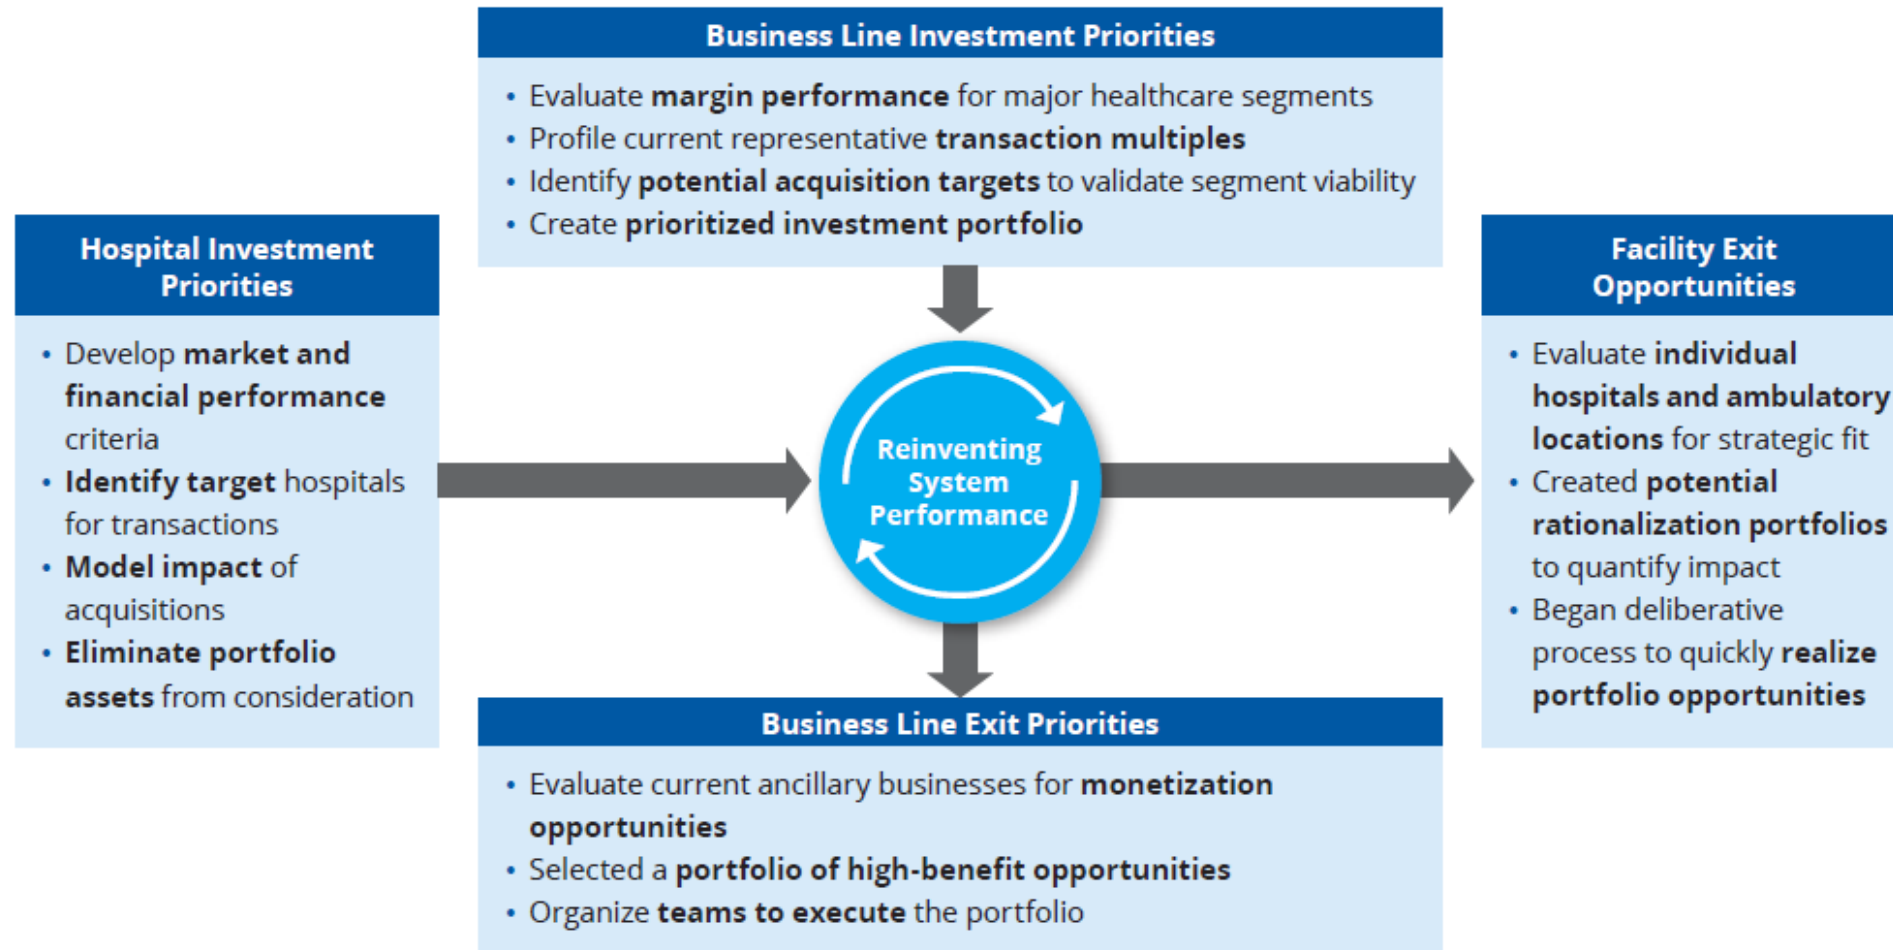 Business Line Investment Priorities
• Evaluate margin performance for major healthcare segments
• Profile current representative transaction multiples
• Identify potential acquisition targets to validate segment viability
• Create prioritized investment portfolio
Hospital Investment
Priorities
• Develop market and
financial performance
criteria
• Identify target hospitals
for transactions
• Model impact of
acquisitions
• Eliminate portfolio
assets from consideration
Reinventing
System
Performance
Facility Exit
Opportunities
• Evaluate individual
hospitals and ambulatory
locations for strategic fit
• Created potential
rationalization portfolios
to quantify impact
• Began deliberative
process to quickly realize
portfolio opportunities
Business Line Exit Priorities
• Evaluate current ancillary businesses for monetization
opportunities
• Selected a portfolio of high-benefit opportunities
• Organize teams to execute the portfolio